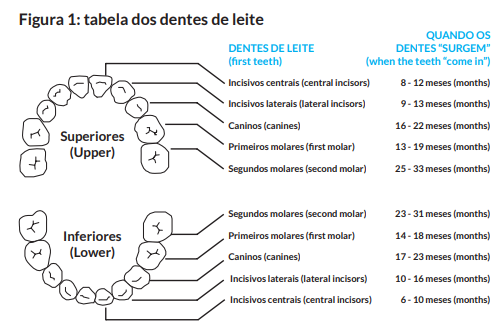 Figura 1: tabela dos dentes de leite
DENTES DE LEITE
(first teeth)
QUANDO OS
DENTES “SURGEM”
(when the teeth “come in”)
Superiores
(Upper)
Incisivos centrais (central incisors) 8 - 12 meses (months)
Incisivos laterais (lateral incisors) 9 - 13 meses (months)
Caninos (canines) 16 - 22 meses (months)
Primeiros molares (first molar) 13 - 19 meses (months)
Segundos molares (second molar) 25 - 33 meses (months)
Inferiores
(Lower)
Segundos molares (second molar) 23 - 31 meses (months)
Primeiros molares (first molar) 14 - 18 meses (months)
Caninos (canines) 17 - 23 meses (months)
Incisivos laterais (lateral incisors) 10 - 16 meses (months)
Incisivos centrais (central incisors) 6 - 10 meses (months)